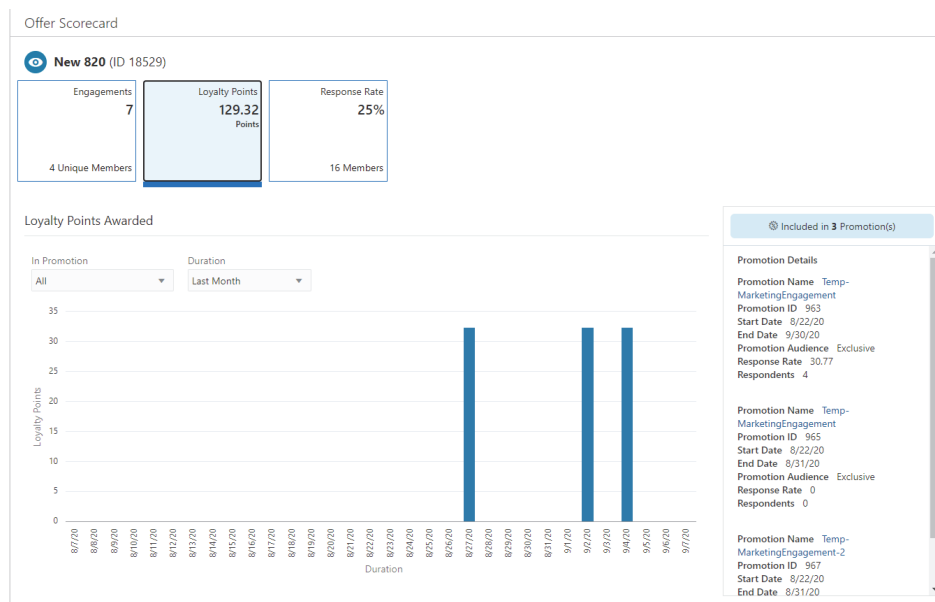 Offer Scorecard
New 820 (ID 18529)
Engagements
7
4 Unique Members
Loyalty Points
129.32
Points
Response Rate
25%
16 Members
Loyalty Points Awarded
In Promotion
All
Duration
Last Month
35
30
25
20
15
10
5
0
Loyalty Points
8/7/20
8/8/20
8/9/20
8/10/20
8/11/20
8/12/20
8/13/20
8/14/20
8/15/20
8/16/20
8/17/20
8/18/20
8/19/20
8/20/20
8/21/20
8/22/20
8/23/20
8/24/20
8/25/20
8/26/20
8/27/20
8/28/20
8/29/20
8/30/20
8/31/20
9/1/20
9/2/20
9/3/20
9/4/20
9/5/20
9/6/20
9/7/20
Duration
Included in 3 Promotion(s)
Promotion Details
Promotion Name Temp-
MarketingEngagement
Promotion ID 963
Start Date 8/22/20
End Date 9/30/20
Promotion Audience Exclusive
Response Rate 30.77
Respondents 4
Promotion Name Temp-
MarketingEngagement
Promotion ID 965
Start Date 8/22/20
End Date 8/31/20
Promotion Audience Exclusive
Response Rate 0
Respondents 0
Promotion Name Temp-
MarketingEngagement-2
Promotion ID 967
Start Date 8/22/20
End Date 8/31/20